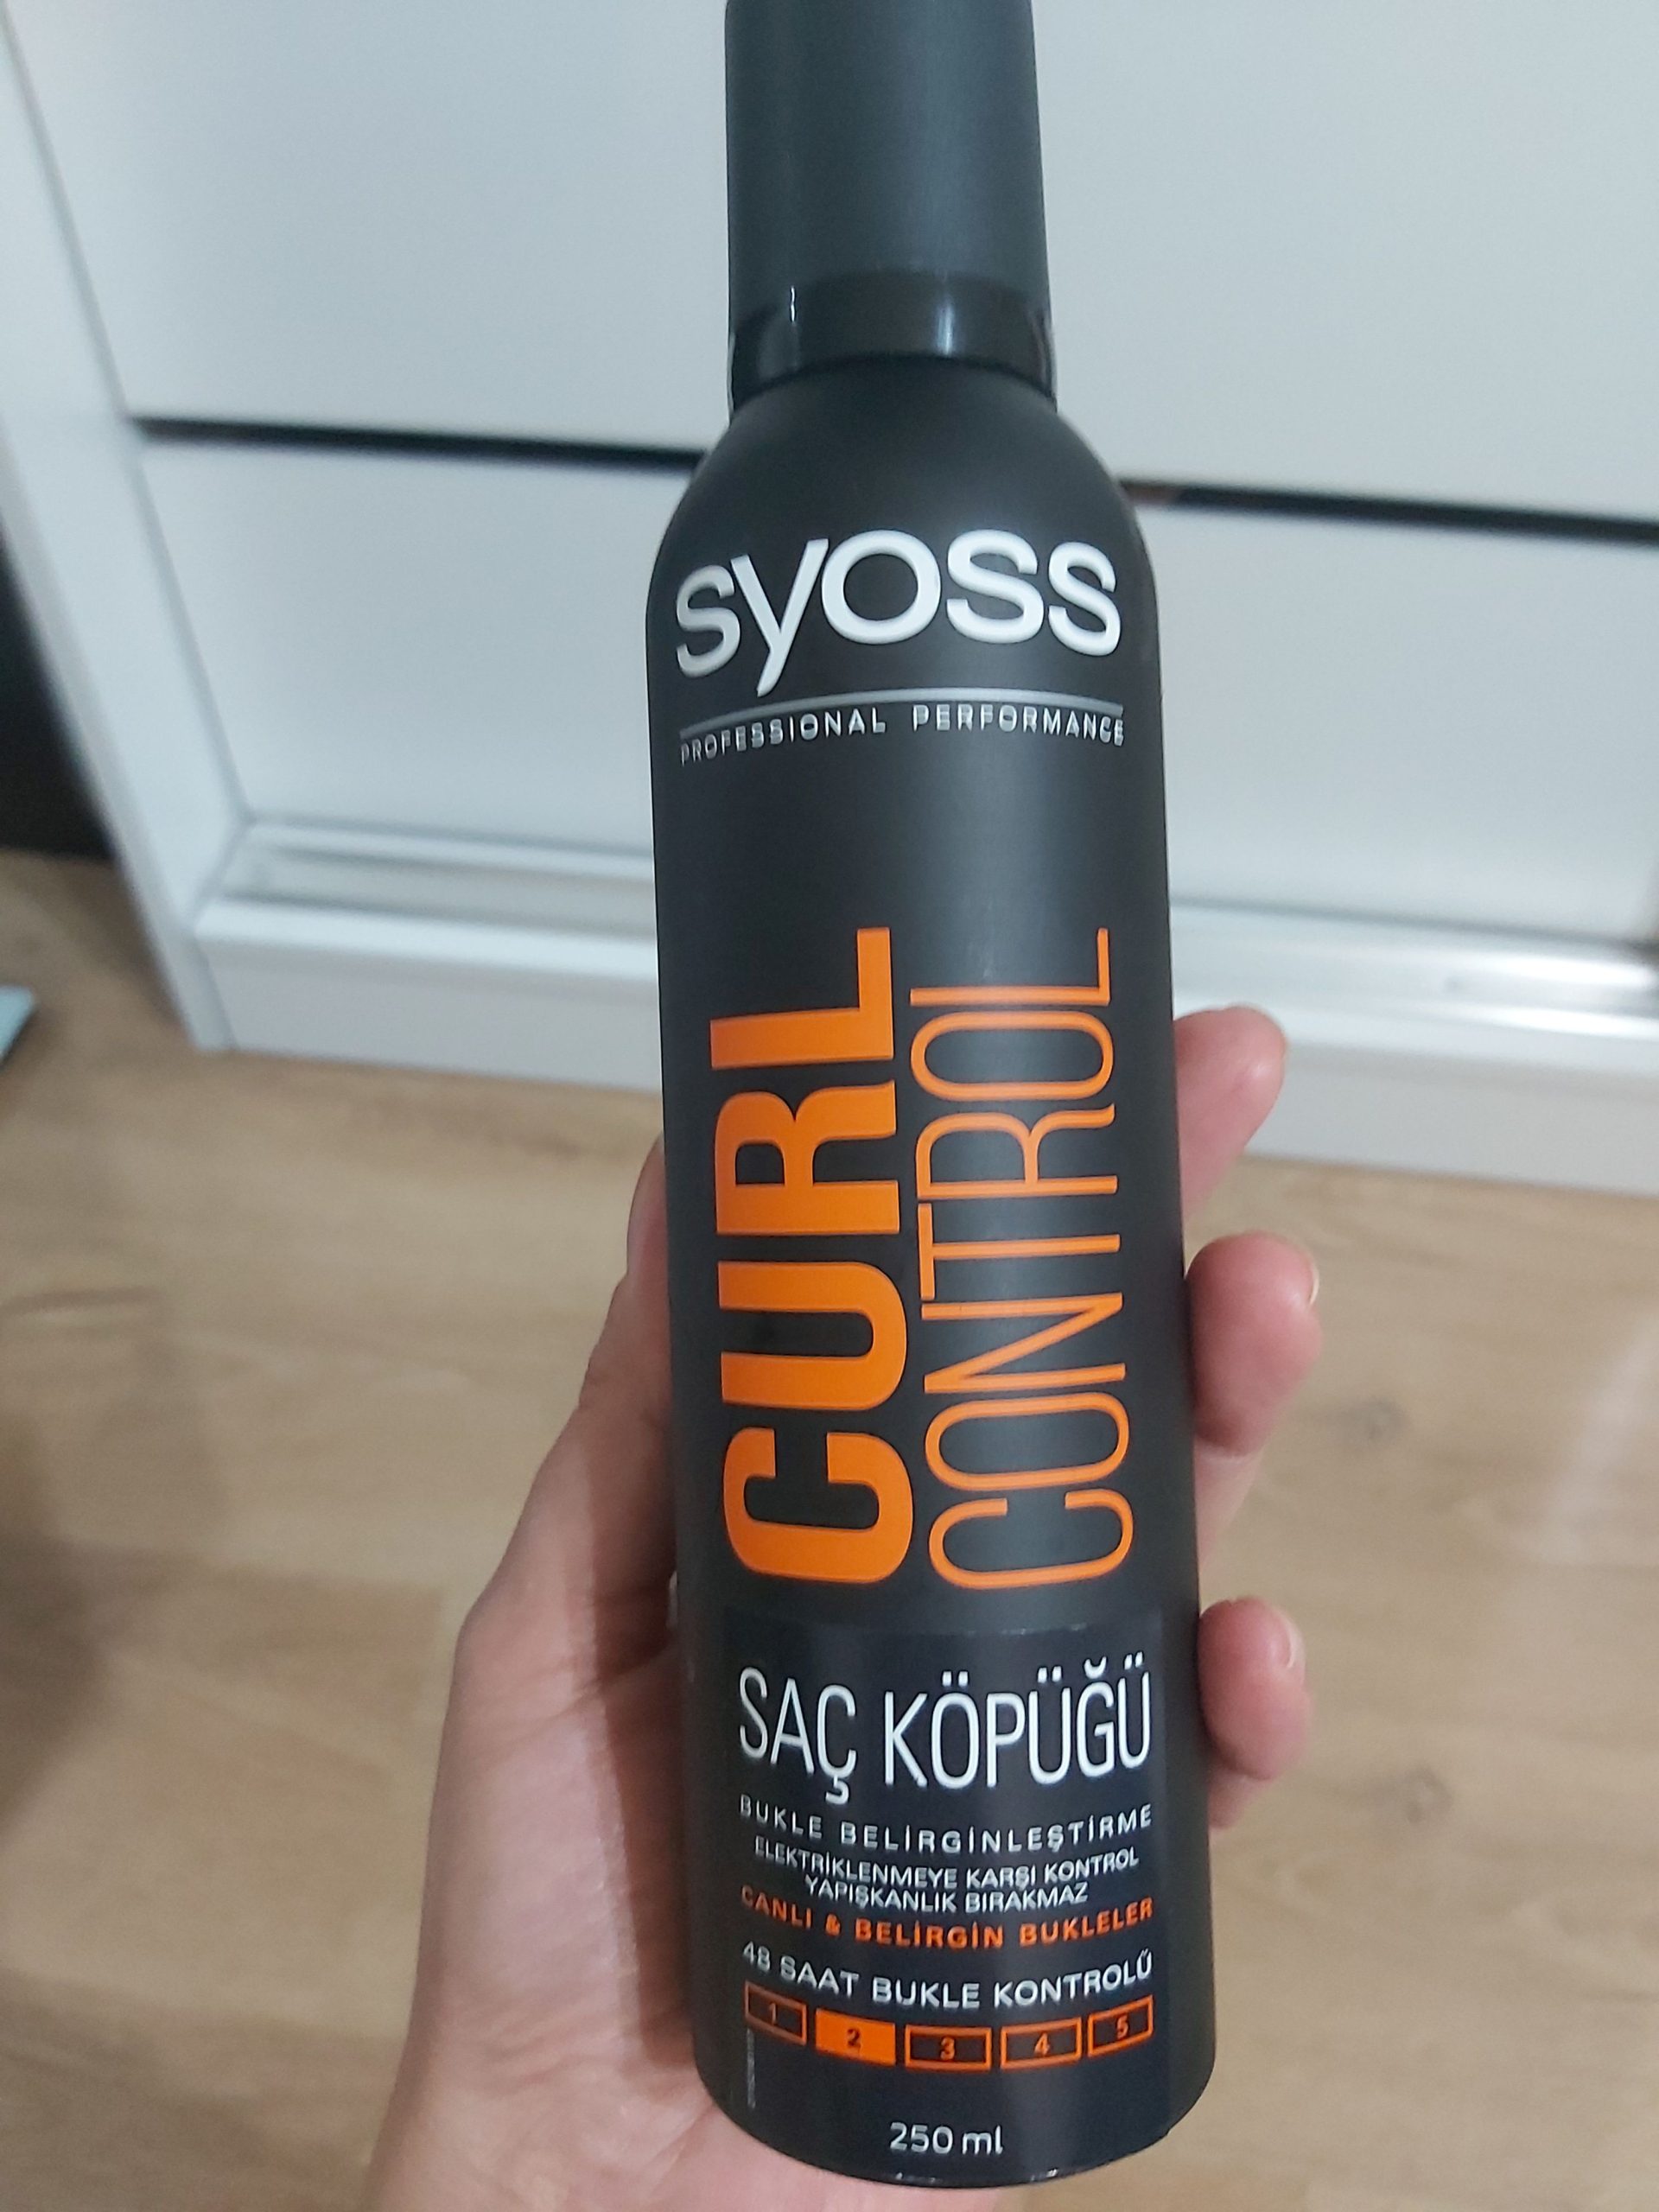 syoss
PROFESSIONAL PERFORMANCE
CURL
CONTROL
SAÇ KÖPÜĞÜ
BUKLE BELİRGİNLEŞTİRME
ELEKTRİKLENMEYE KARŞI KONTROL
YAPIŞKANLIK BIRAKMAZ
CANLI & BELİRGİN BUKLELER
48 SAAT BUKLE KONTROLÜ
1 2 3 4 5
250 ml